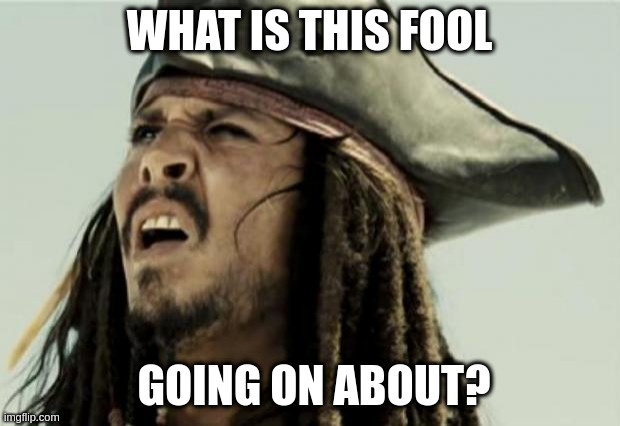 WHAT IS THIS FOOL
GOING ON ABOUT?
imgflip.com